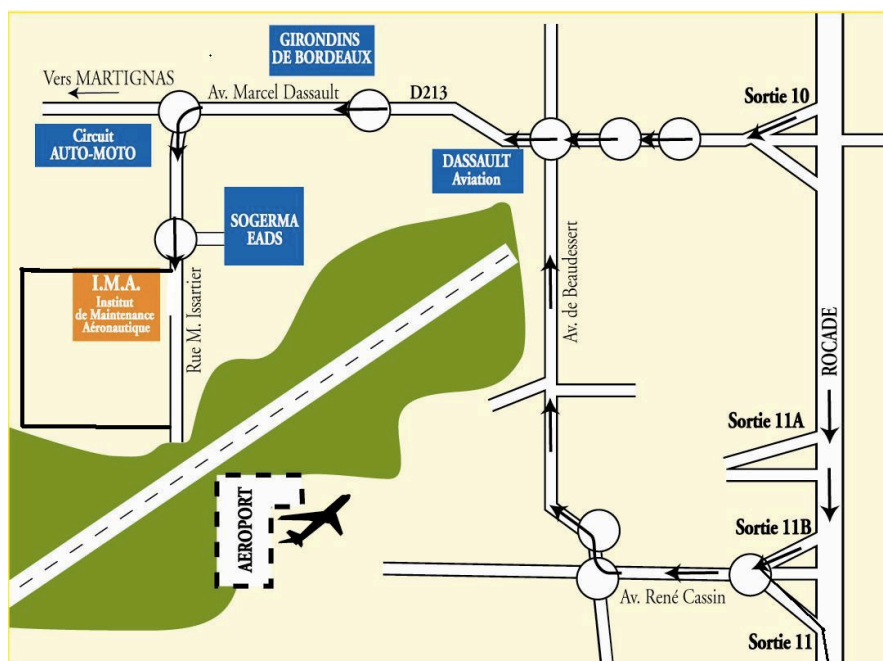 GIRONDINS
DE BORDEAUX
Vers MARTIGNAS
Av. Marcel Dassault
D213
Sortie 10
Circuit
AUTO-MOTO
DASSAULT
Aviation
SOGERMA
EADS
I.M.A.
Institut
de Maintenance
Aéronautique
Rue M. Issartier
Av. de Beaudessert
ROCADE
Sortie 11A
AEROPORT
Sortie 11B
Av. René Cassin
Sortie 11